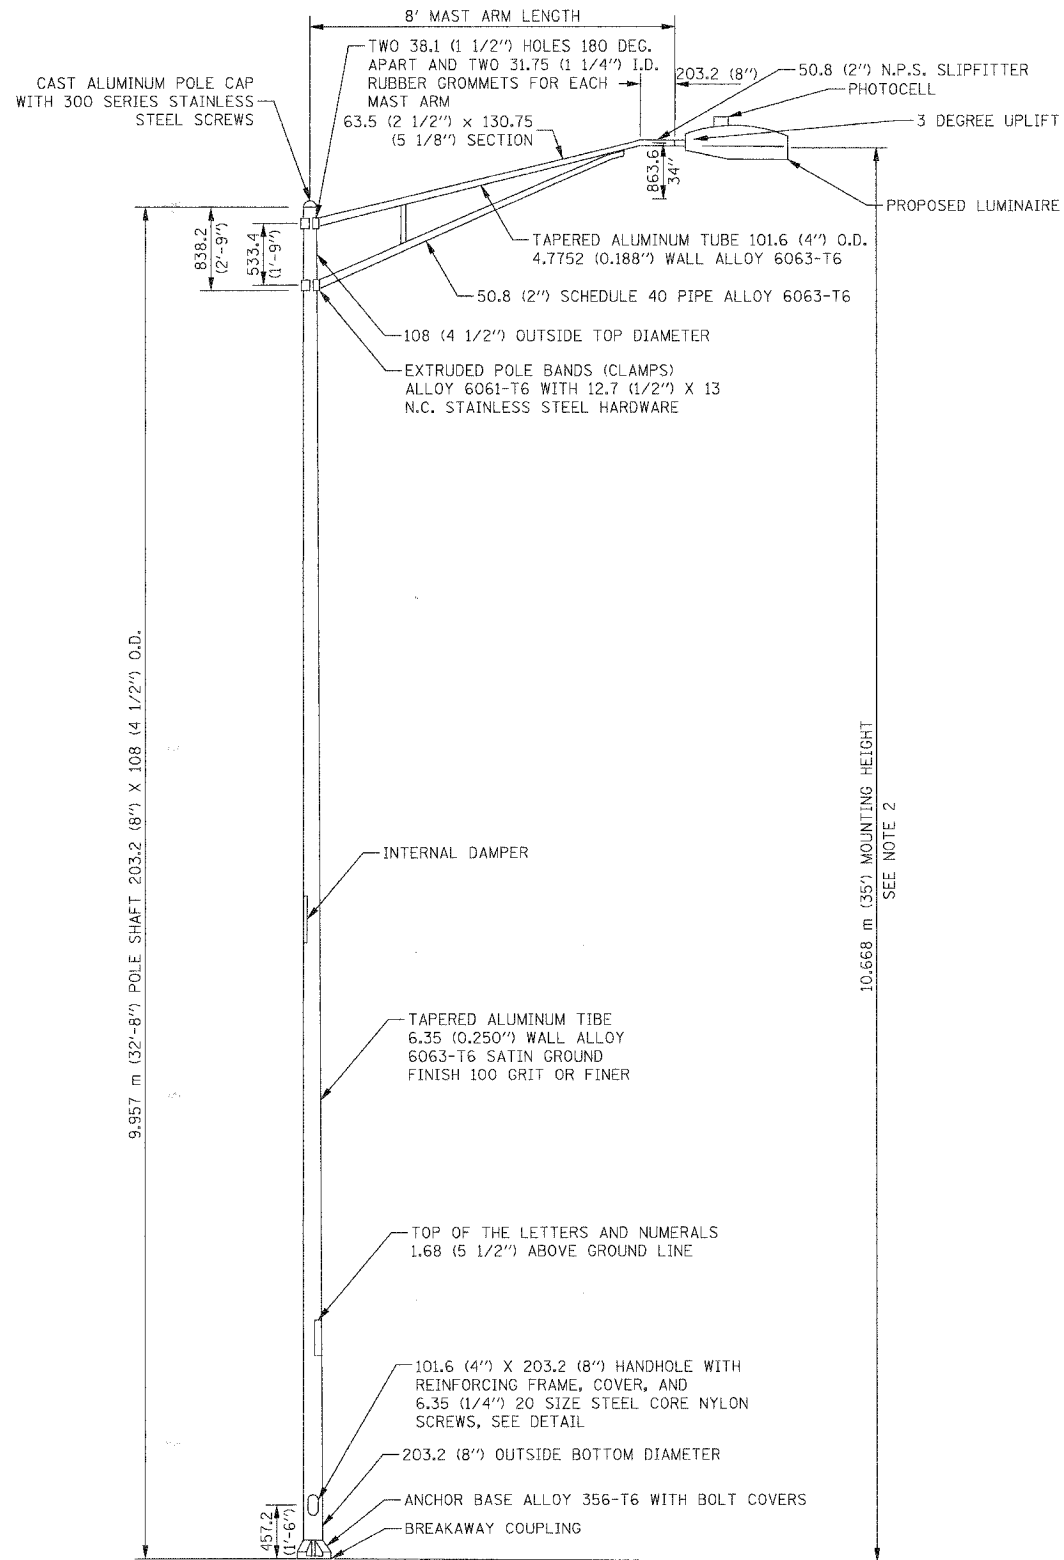 8' MAST ARM LENGTH
TWO 38.1 (1 1/2") HOLES 180 DEG.
APART AND TWO 31.75 (1 1/4") I.D.
RUBBER GROMMETS FOR EACH
MAST ARM
63.5 (2 1/2") x 130.75
(5 1/8") SECTION
CAST ALUMINUM POLE CAP
WITH 300 SERIES STAINLESS
STEEL SCREWS
203.2 (8")
50.8 (2") N.P.S. SLIPFITTER
PHOTOCELL
3 DEGREE UPLIFT
863.6
34"
PROPOSED LUMINAIRE
838.2
(2'-9")
533.4
(1'-9")
TAPERED ALUMINUM TUBE 101.6 (4") O.D.
4.7752 (0.188") WALL ALLOY 6063-T6
50.8 (2") SCHEDULE 40 PIPE ALLOY 6063-T6
108 (4 1/2") OUTSIDE TOP DIAMETER
EXTRUDED POLE BANDS (CLAMPS)
ALLOY 6061-T6 WITH 12.7 (1/2") X 13
N.C. STAINLESS STEEL HARDWARE
9.957 m (32'-8") POLE SHAFT 203.2 (8") X 108 (4 1/2") O.D.
10.668 m (35') MOUNTING HEIGHT
SEE NOTE 2
INTERNAL DAMPER
TAPERED ALUMINUM TIBE
6.35 (0.250") WALL ALLOY
6063-T6 SATIN GROUND
FINISH 100 GRIT OR FINER
TOP OF THE LETTERS AND NUMERALS
1.68 (5 1/2") ABOVE GROUND LINE
101.6 (4") X 203.2 (8") HANDHOLE WITH
REINFORCING FRAME, COVER, AND
6.35 (1/4") 20 SIZE STEEL CORE NYLON
SCREWS, SEE DETAIL
203.2 (8") OUTSIDE BOTTOM DIAMETER
ANCHOR BASE ALLOY 356-T6 WITH BOLT COVERS
BREAKAWAY COUPLING
457.2
(1'-6")